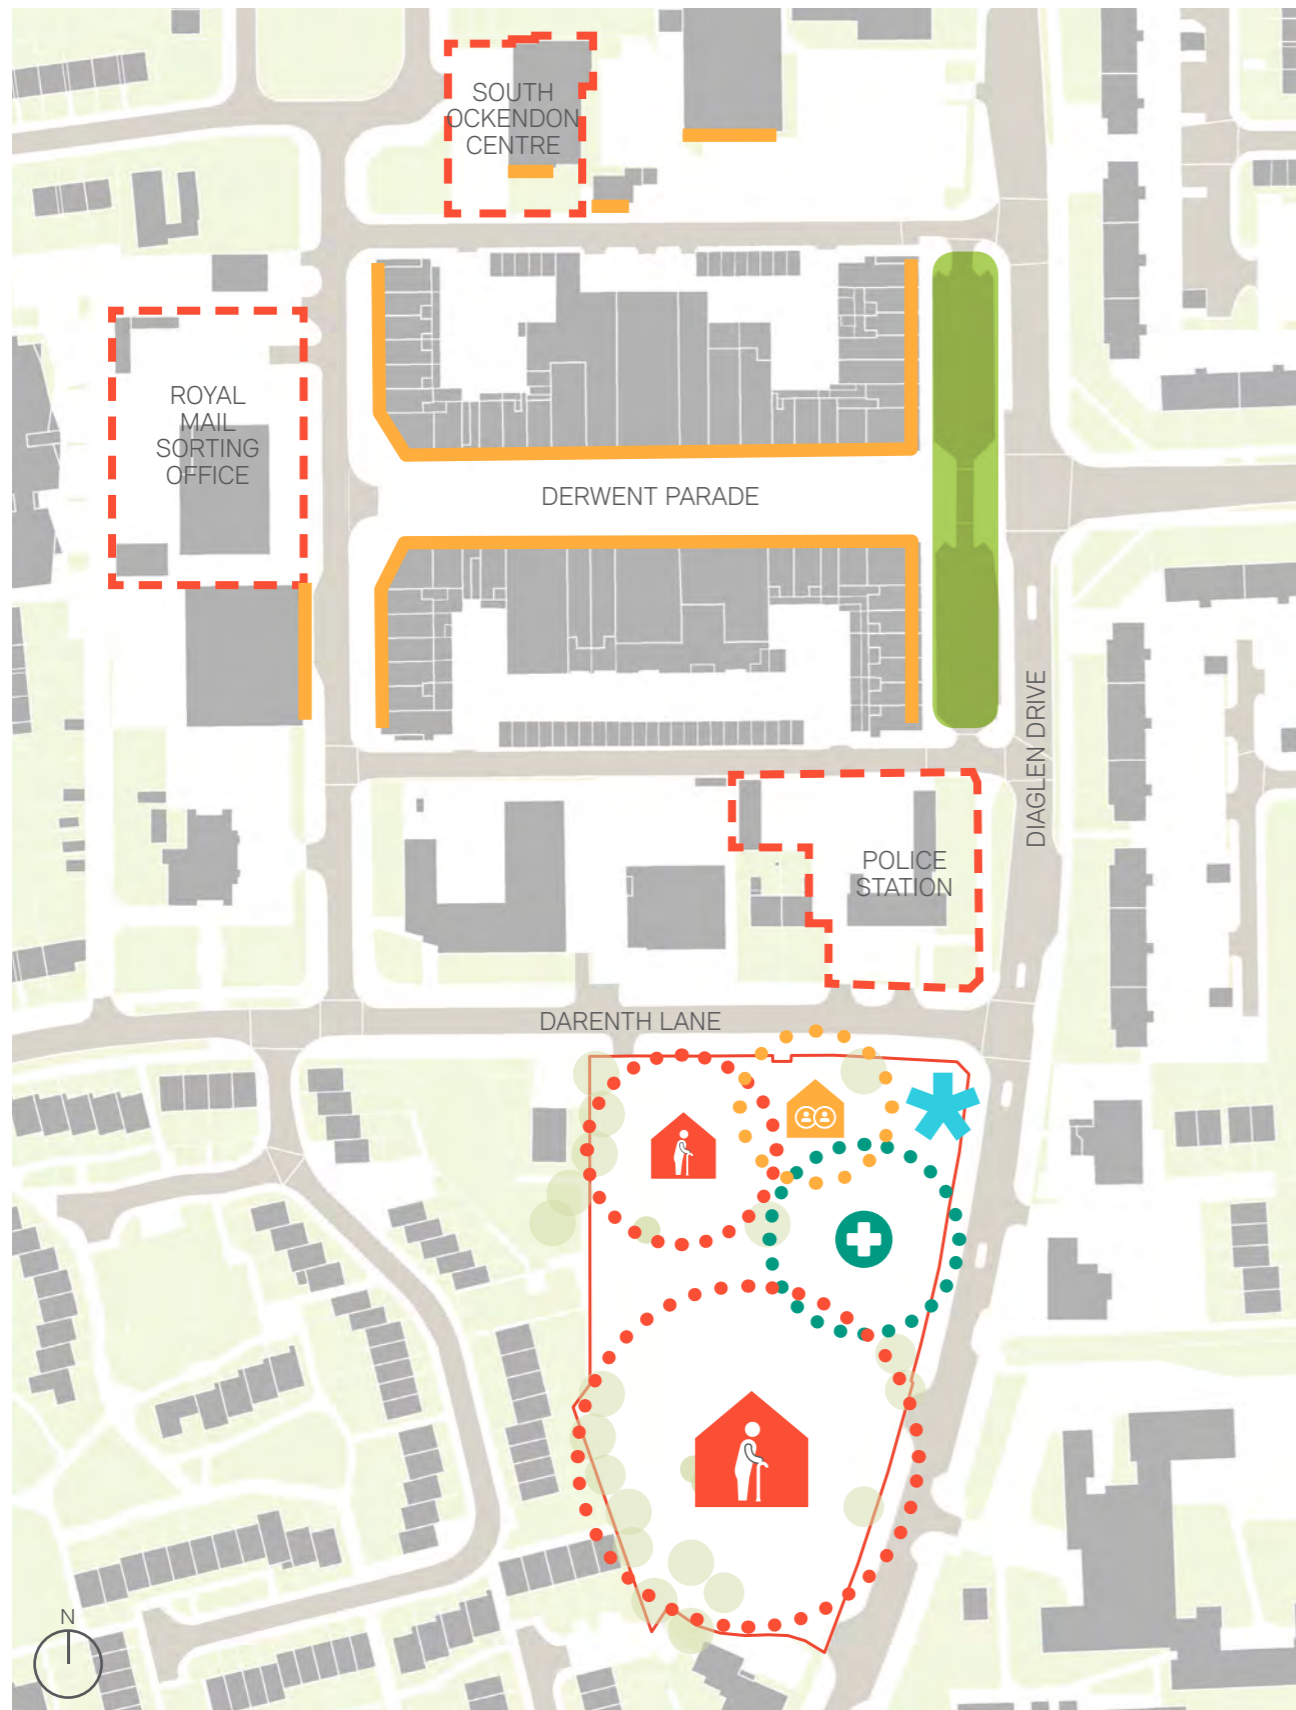 SOUTH
OCKENDON
CENTRE
ROYAL
MAIL
SORTING
OFFICE
DERWENT PARADE
DIAGLEN DRIVE
POLICE
STATION
DARENTH LANE
N